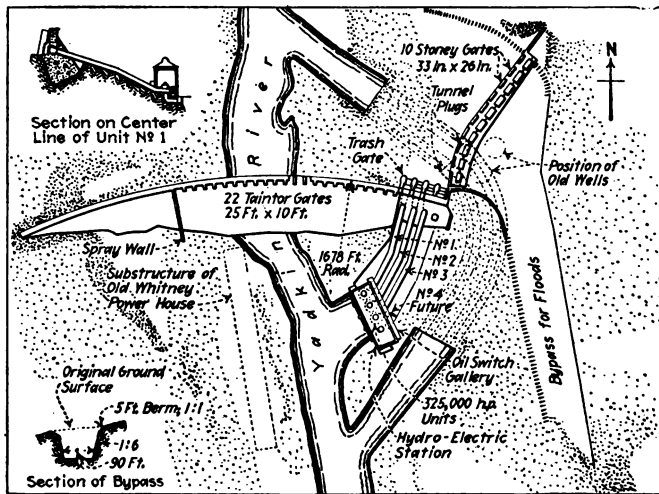 Section on Center
Line of Unit Nº 1
10 Stoney Gates
33 In. x 26 In.
Tunnel
Plugs
N
Trash
Gate
Position of
Old Wells
River
Yadkin
22 Taintor Gates
25 Ft. x 10 Ft.
Spray Wall
Substructure of
Old Whitney
Power House
1678 Ft.
Rad.
Nº 1
Nº 2
Nº 3
Nº 4
Future
Bypass for Floods
Oil Switch
Gallery
325,000 h.p.
Units
Hydro-Electric
Station
Original Ground
Surface
5 Ft. Berm, 1:1
1:6
90 Ft.
Section of Bypass